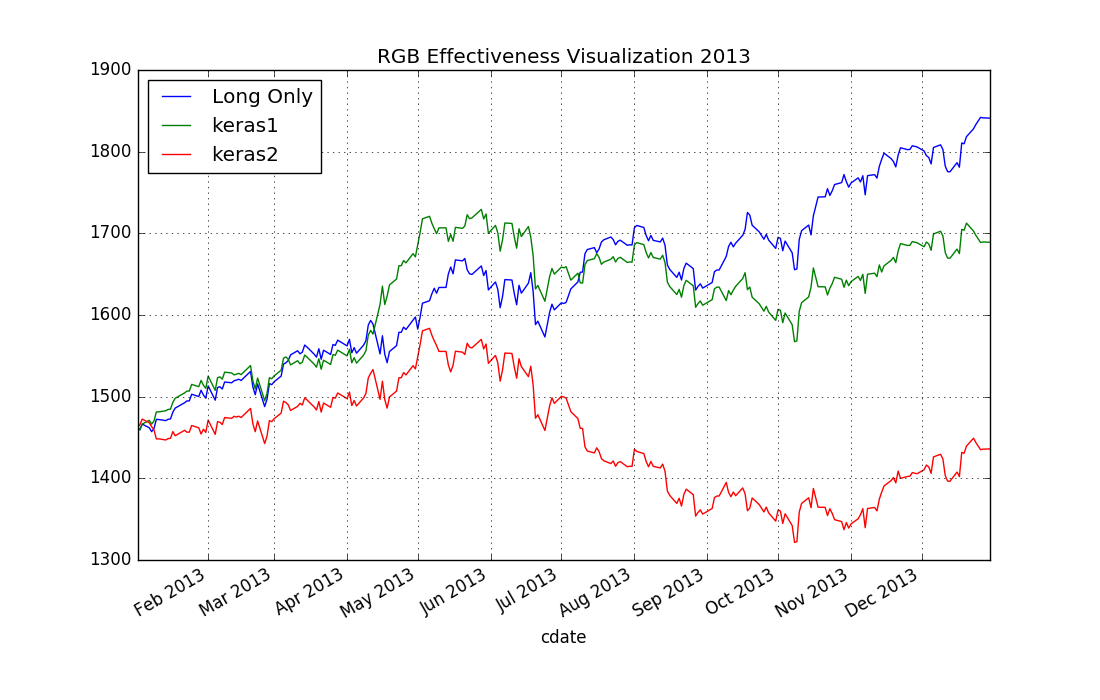 RGB Effectiveness Visualization 2013
1900
1800
1700
1600
1500
1400
1300
Long Only
keras1
keras2
Feb 2013
Mar 2013
Apr 2013
May 2013
Jun 2013
Jul 2013
Aug 2013
Sep 2013
Oct 2013
Nov 2013
Dec 2013
cdate